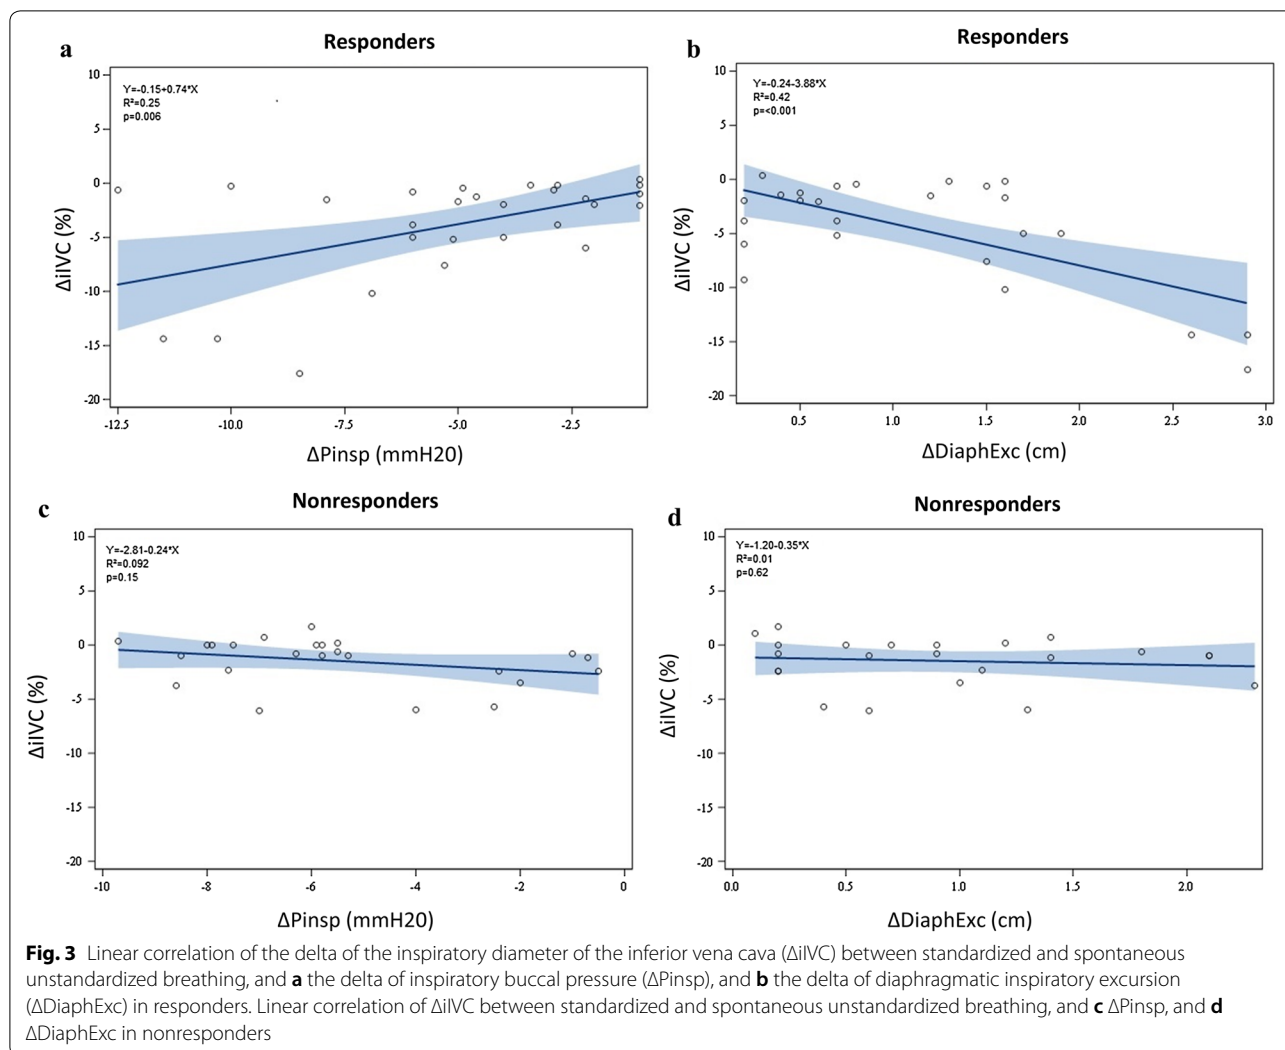 a
Responders
Y=-0.15+0.74*X
R²=0.25
p=0.006
10
5
0
-5
-10
-15
-20
ΔiIVC (%)
-12.5 -10.0 -7.5 -5.0 -2.5
ΔPinsp (mmH20)
b
Responders
Y=-0.24-3.88*X
R²=0.42
p=<0.001
10
5
0
-5
-10
-15
-20
ΔiIVC (%)
0.5 1.0 1.5 2.0 2.5 3.0
ΔDiaphExc (cm)
c
Nonresponders
Y=-2.81-0.24*X
R²=0.092
p=0.15
10
5
0
-5
-10
-15
-20
ΔiIVC (%)
-10 -8 -6 -4 -2 0
ΔPinsp (mmH20)
d
Nonresponders
Y=-1.20-0.35*X
R²=0.01
p=0.62
10
5
0
-5
-10
-15
-20
ΔiIVC (%)
0.0 0.5 1.0 1.5 2.0
ΔDiaphExc (cm)
Fig. 3 Linear correlation of the delta of the inspiratory diameter of the inferior vena cava (ΔiIVC) between standardized and spontaneous
unstandardized breathing, and a the delta of inspiratory buccal pressure (ΔPinsp), and b the delta of diaphragmatic inspiratory excursion
(ΔDiaphExc) in responders. Linear correlation of ΔiIVC between standardized and spontaneous unstandardized breathing, and c ΔPinsp, and d
ΔDiaphExc in nonresponders